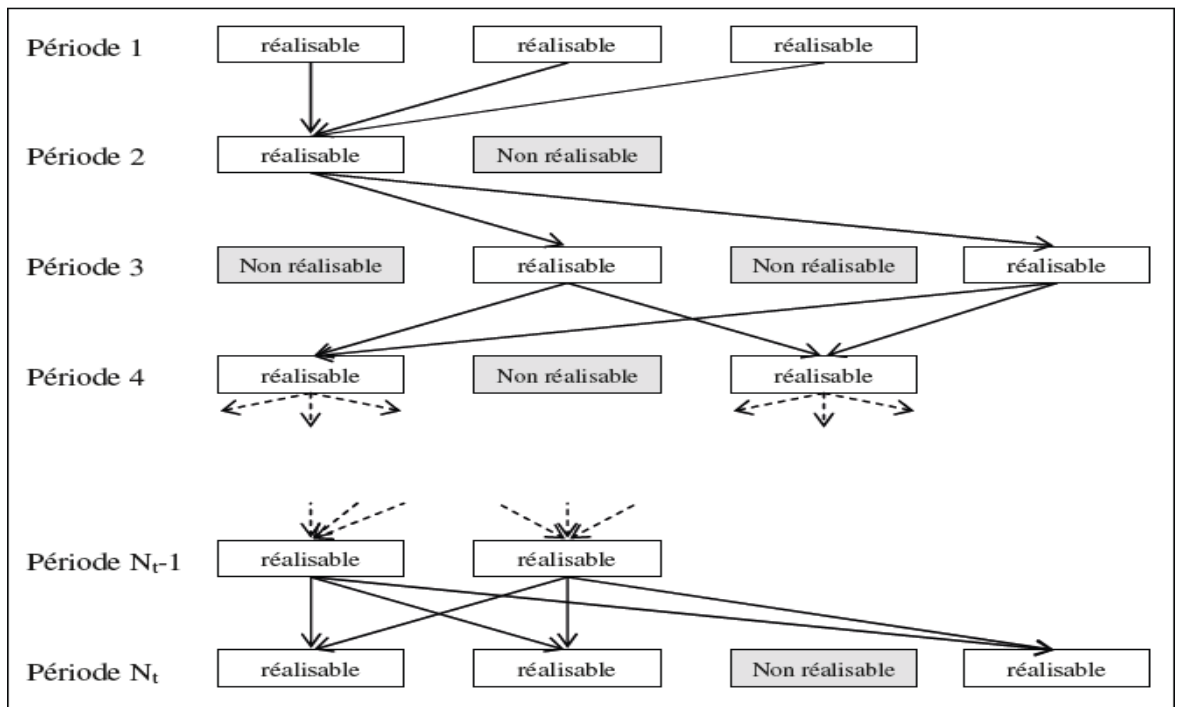 Période 1 réalisable réalisable réalisable
Période 2 réalisable Non réalisable
Période 3 Non réalisable réalisable Non réalisable réalisable
Période 4 réalisable Non réalisable réalisable
Période Nt-1 réalisable réalisable
Période Nt réalisable réalisable Non réalisable réalisable